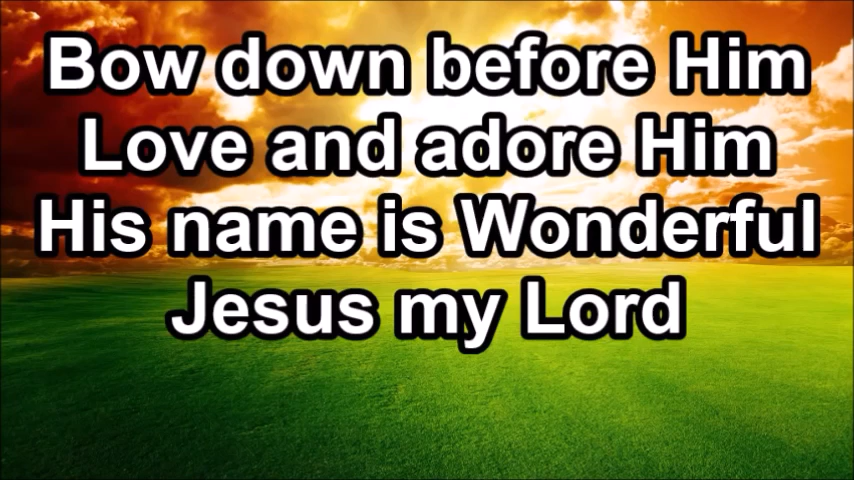 Bow down before Him
Love and adore Him
His name is Wonderful
Jesus my Lord